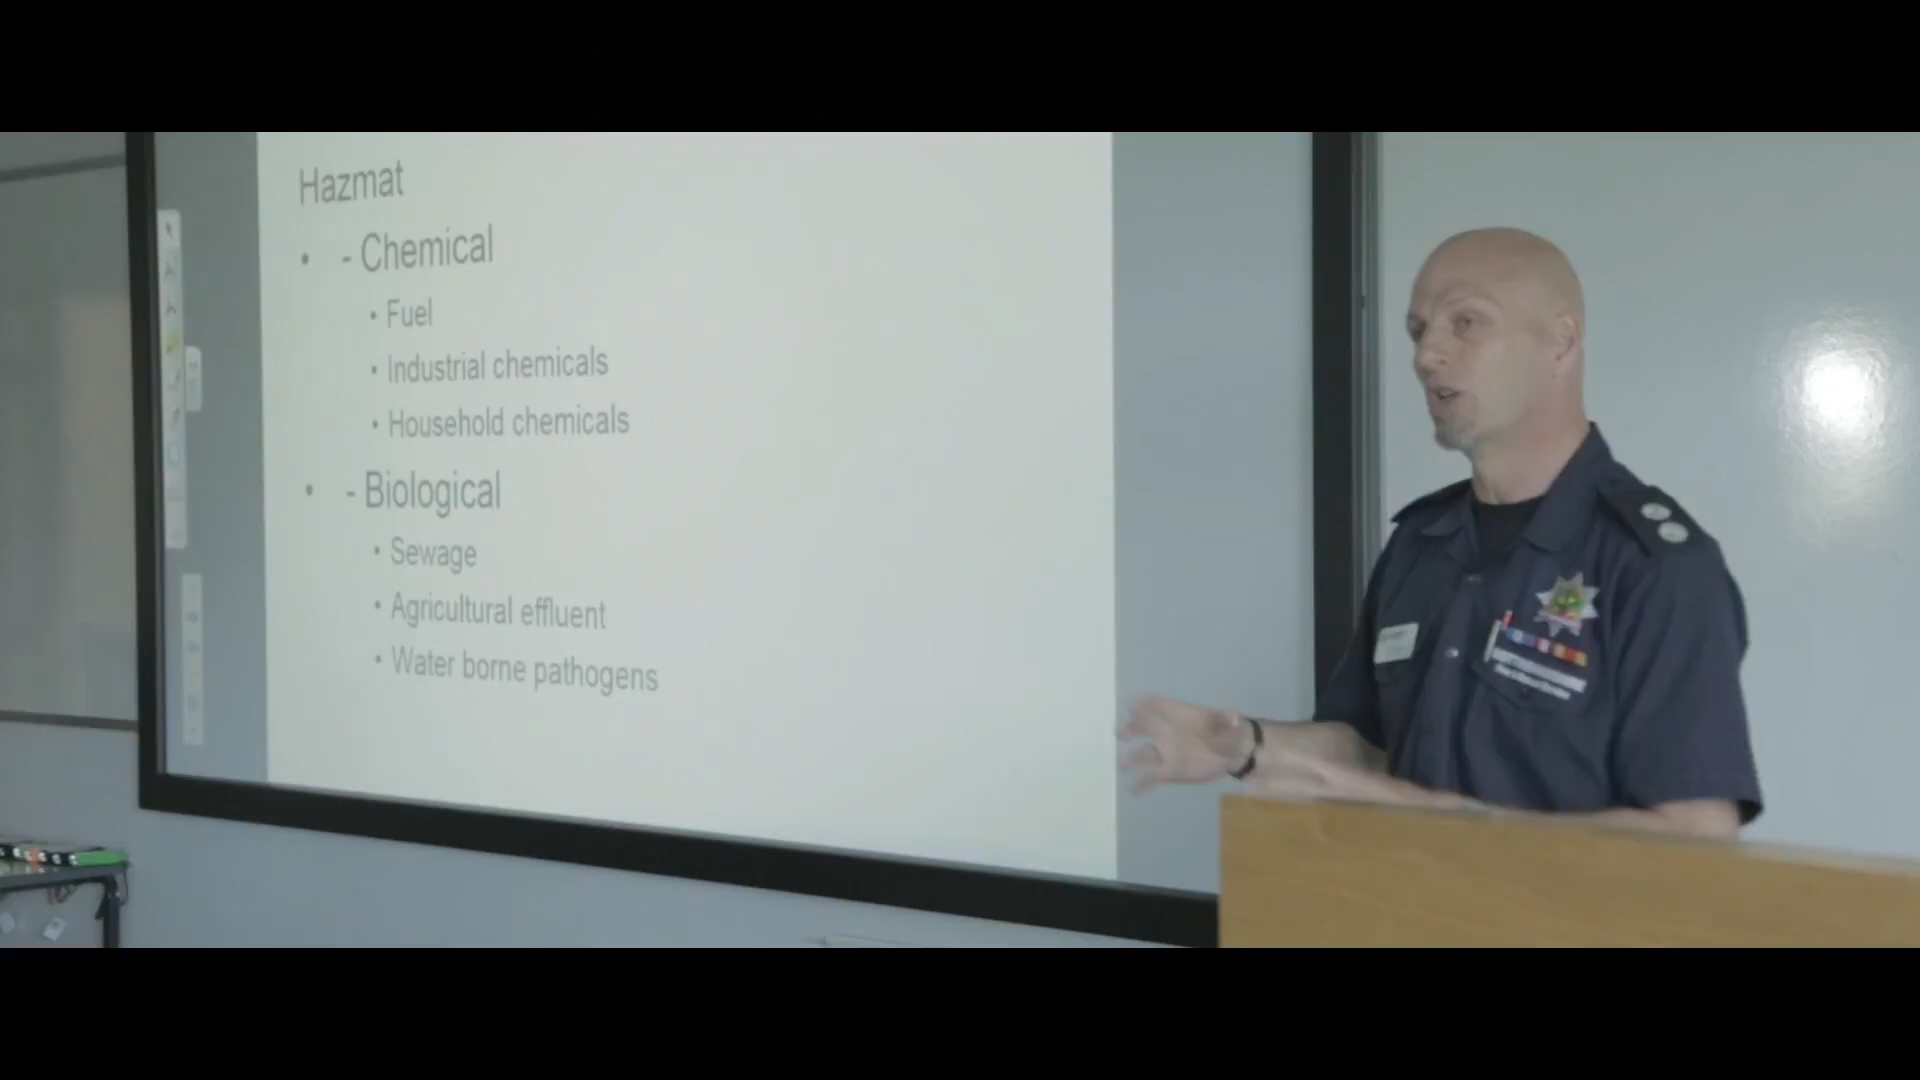 Hazmat
• - Chemical
• Fuel
• Industrial chemicals
• Household chemicals
• - Biological
• Sewage
• Agricultural effluent
• Water borne pathogens